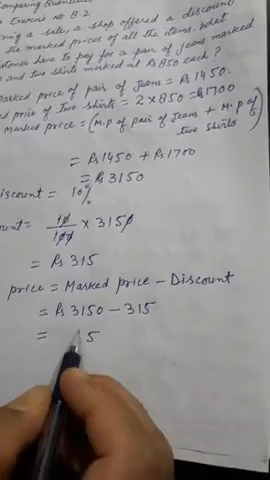 Comparing Quantities
Exercise No 8.2
a sale, a shop offered a discount
the marked prices of all the items. What
have to pay for a pair of jeans marked
and two shirts marked at Rs 850 each?
Marked price of pair of Jeans = Rs 1450.
price of two shirts = 2 × 850 = Rs 1700
Marked price = (M.P of pair of Jeans + M.P of
two shirts)
= Rs 1450 + Rs 1700
= Rs 3150
= 10%
= 10/100 × 3150
= Rs 315
price = Marked price - Discount
= Rs 3150 - 315
= 5